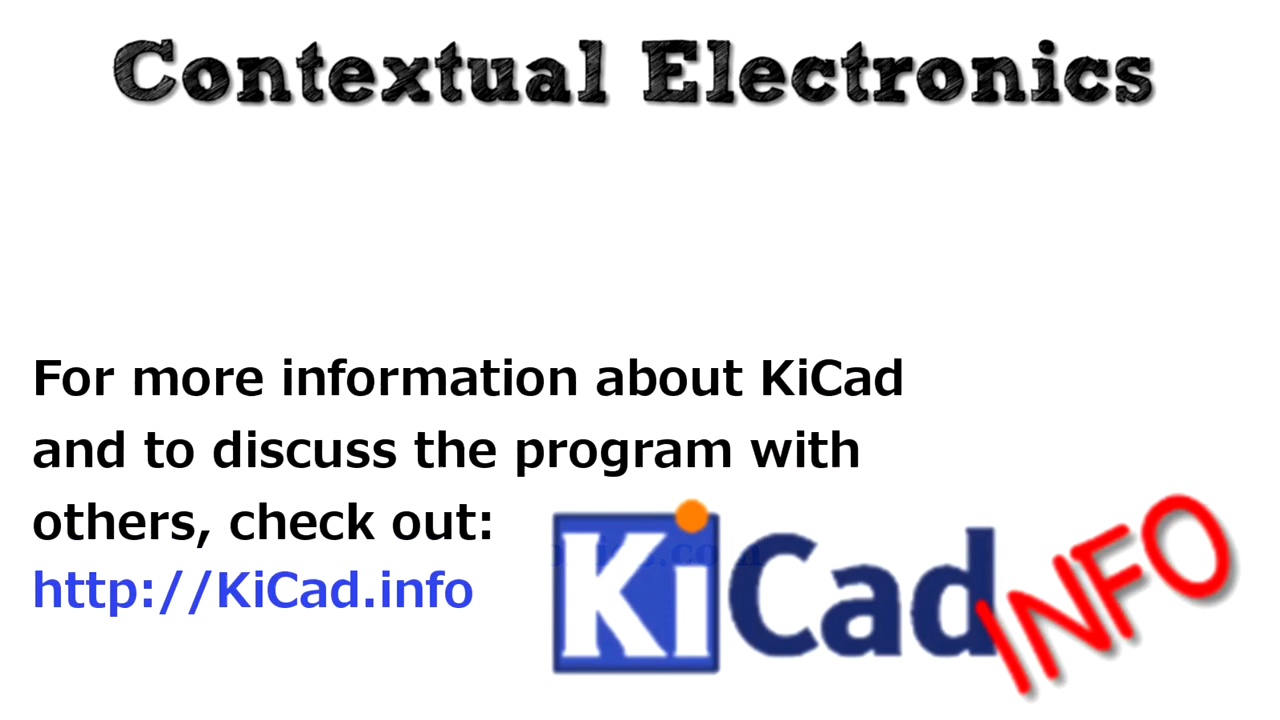 Contextual Electronics
For more information about KiCad
and to discuss the program with
others, check out:
http://KiCad.info
KiCad INFO